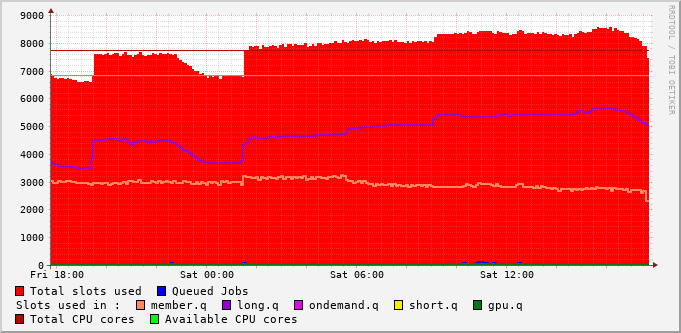 9000
8000
7000
6000
5000
4000
3000
2000
1000
0
Fri 18:00 Sat 00:00 Sat 06:00 Sat 12:00
RRDTOOL / TOBI OETIKER
Total slots used Queued Jobs
Slots used in : member.q long.q ondemand.q short.q gpu.q
Total CPU cores Available CPU cores